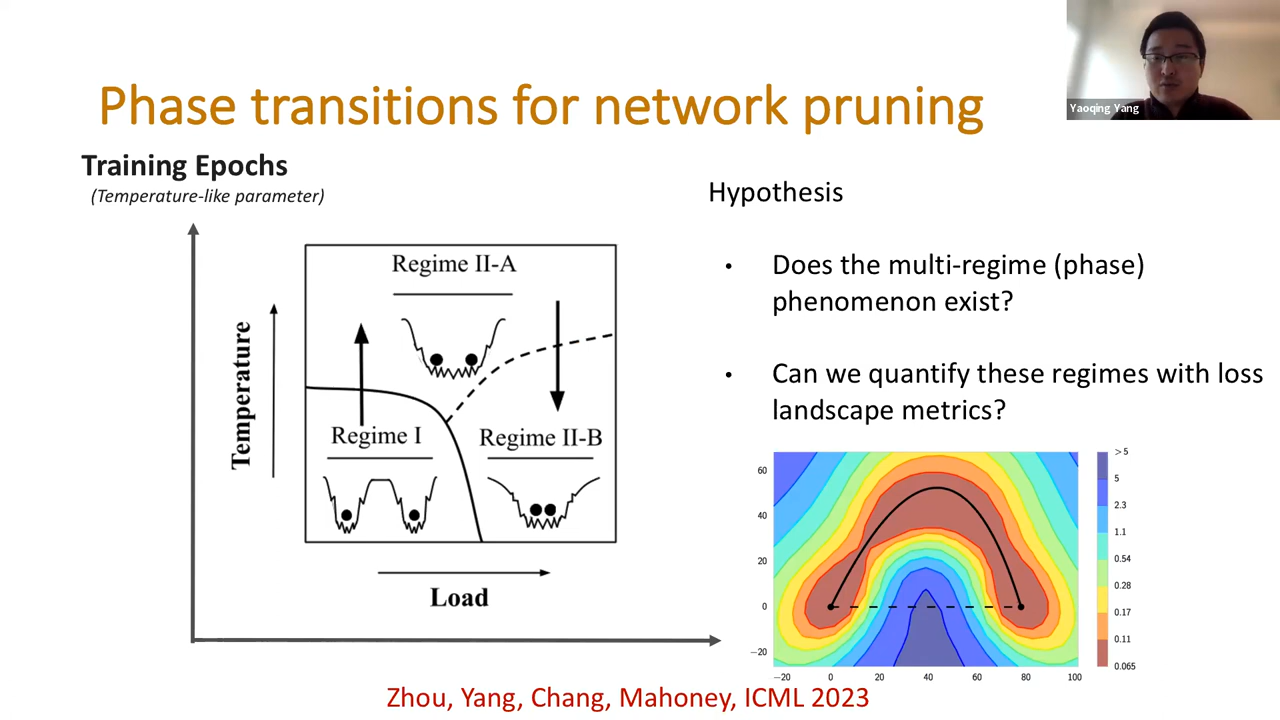 Yaoqing Yang
Phase transitions for network pruning
Training Epochs
(Temperature-like parameter)
Temperature
Regime II-A
Regime I
Regime II-B
Load
Hypothesis
• Does the multi-regime (phase)
phenomenon exist?
• Can we quantify these regimes with loss
landscape metrics?
60
40
20
0
−20
−20
0
20
40
60
80
100
> 5
5
2.3
1.1
0.54
0.28
0.17
0.11
0.065
Zhou, Yang, Chang, Mahoney, ICML 2023